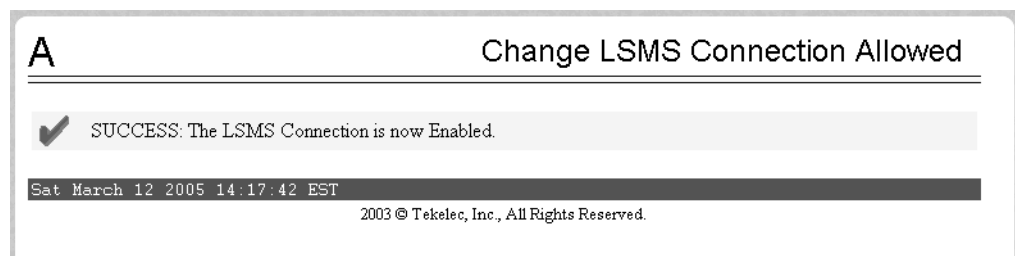 A
Change LSMS Connection Allowed
SUCCESS: The LSMS Connection is now Enabled.
Sat March 12 2005 14:17:42 EST
2003 © Tekelec, Inc., All Rights Reserved.